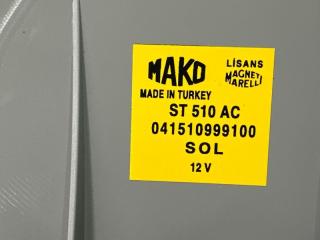 MAKO
LİSANS
MAGNETI
MARELLI
MADE IN TURKEY
ST 510 AC
041510999100
SOL
12 V